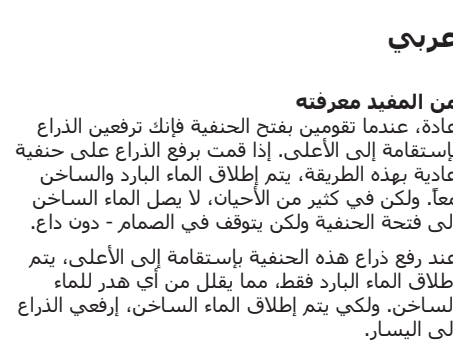 عربي
من المفيد معرفته
عادة، عندما تقومين بفتح الحنفية فإنك ترفعين الذراع
بإستقامة إلى الأعلى. إذا قمت برفع الذراع على حنفية
عادية بهذه الطريقة، يتم إطلاق الماء البارد والساخن
معاً. ولكن في كثير من الأحيان، لا يصل الماء الساخن
إلى فتحة الحنفية ولكن يتوقف في الصمام - دون داع.
عند رفع ذراع هذه الحنفية بإستقامة إلى الأعلى، يتم
إطلاق الماء البارد فقط، مما يقلل من أي هدر للماء
الساخن. ولكي يتم إطلاق الماء الساخن، إرفعي الذراع
إلى اليسار.